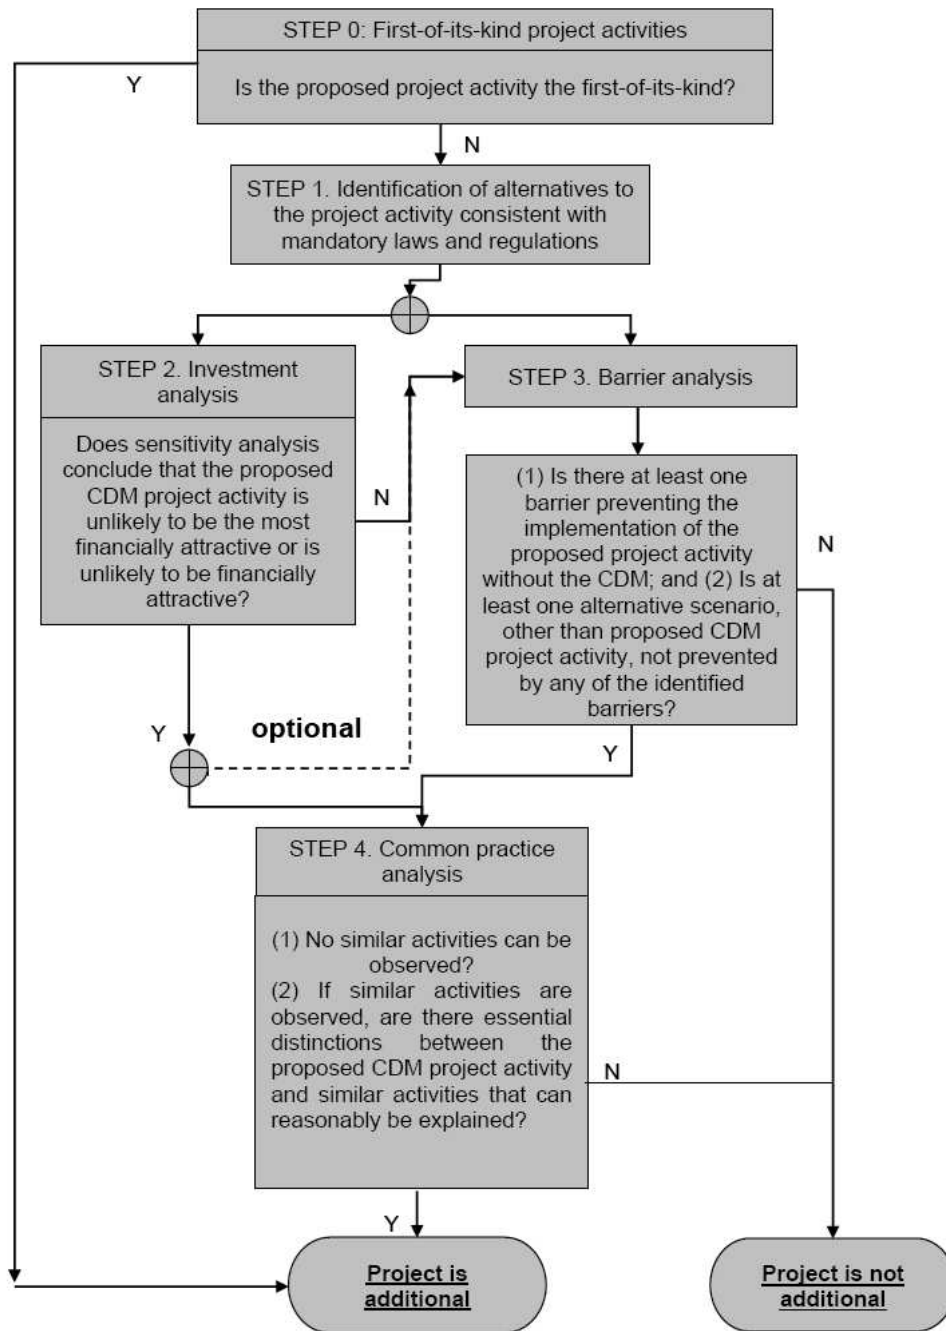 STEP 0: First-of-its-kind project activities
Y
Is the proposed project activity the first-of-its-kind?
N
STEP 1. Identification of alternatives to
the project activity consistent with
mandatory laws and regulations
STEP 2. Investment
analysis
Does sensitivity analysis
conclude that the proposed
CDM project activity is
unlikely to be the most
financially attractive or is
unlikely to be financially
attractive?
N
STEP 3. Barrier analysis
(1) Is there at least one
barrier preventing the
implementation of the
proposed project activity
without the CDM; and (2) Is at
least one alternative scenario,
other than proposed CDM
project activity, not prevented
by any of the identified
barriers?
N
Y
optional
Y
STEP 4. Common practice
analysis
(1) No similar activities can be
observed?
(2) If similar activities are
observed, are there essential
distinctions between the
proposed CDM project activity
and similar activities that can
reasonably be explained?
N
Y
Project is
additional
Project is not
additional